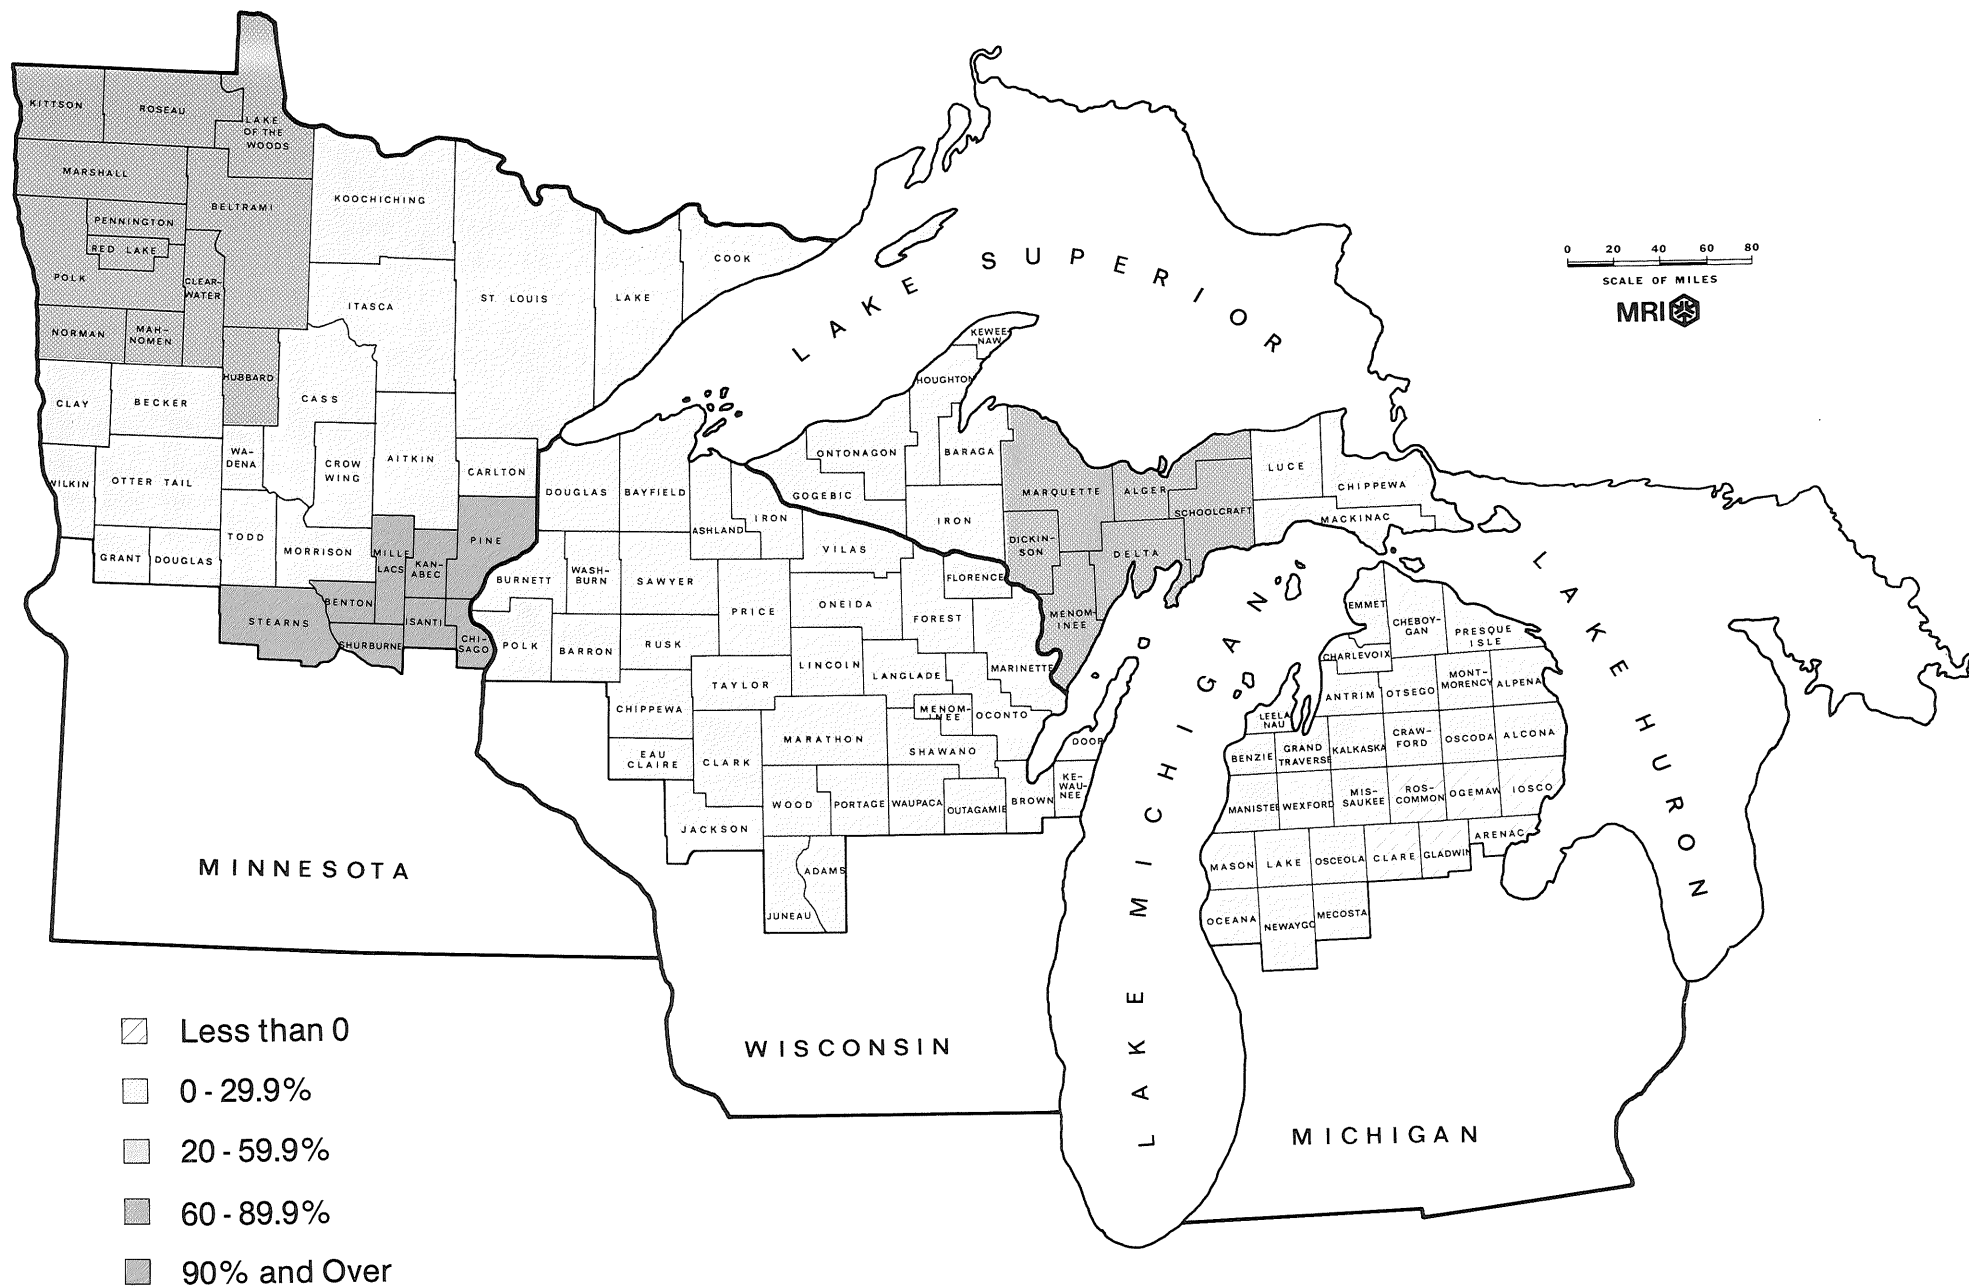 KITTSON
ROSEAU
LAKE
OF THE
WOODS
MARSHALL
BELTRAMI
KOOCHICHING
PENNINGTON
RED LAKE
POLK
CLEAR-
WATER
ITASCA
ST. LOUIS
LAKE
COOK
NORMAN
MAH-
NOMEN
HUBBARD
CLAY
BECKER
CASS
WA-
DENA
CROW
WING
AITKIN
CARLTON
WILKIN
OTTER TAIL
TODD
MORRISON
GRANT
DOUGLAS
MILLE
LACS
KAN-
ABEC
PINE
BENTON
STEARNS
SHURBURNE
ISANTI
CHI-
SAGO
MINNESOTA
LAKE SUPERIOR
0 20 40 60 80
SCALE OF MILES
MRI
KEWEE-
NAW
HOUGHTON
ONTONAGON
BARAGA
GOGEBIC
IRON
MARQUETTE
ALGER
SCHOOLCRAFT
LUCE
CHIPPEWA
MACKINAC
DICKIN-
SON
DELTA
MENOM-
INEE
DOUGLAS
BAYFIELD
ASHLAND
IRON
VILAS
BURNETT
WASH-
BURN
SAWYER
PRICE
ONEIDA
FLORENCE
FOREST
POLK
BARRON
RUSK
TAYLOR
LINCOLN
LANGLADE
MARINETTE
CHIPPEWA
MENOM-
INEE
OCONTO
EAU
CLAIRE
CLARK
MARATHON
SHAWANO
DOOR
WOOD
PORTAGE
WAUPACA
OUTAGAMIE
BROWN
KE-
WAU-
NEE
JACKSON
ADAMS
JUNEAU
WISCONSIN
LAKE MICHIGAN
LAKE HURON
EMMET
CHEBOY-
GAN
PRESQUE
ISLE
CHARLEVOIX
ANTRIM
OTSEGO
MONT-
MORENCY
ALPENA
LEELA
NAU
BENZIE
GRAND
TRAVERSE
KALKASKA
CRAW-
FORD
OSCODA
ALCONA
MANISTEE
WEXFORD
MIS-
SAUKEE
ROS-
COMMON
OGEMAW
IOSCO
MASON
LAKE
OSCEOLA
CLARE
GLADWIN
ARENAC
OCEANA
NEWAYGO
MECOSTA
MICHIGAN
Less than 0
0 - 29.9%
20 - 59.9%
60 - 89.9%
90% and Over